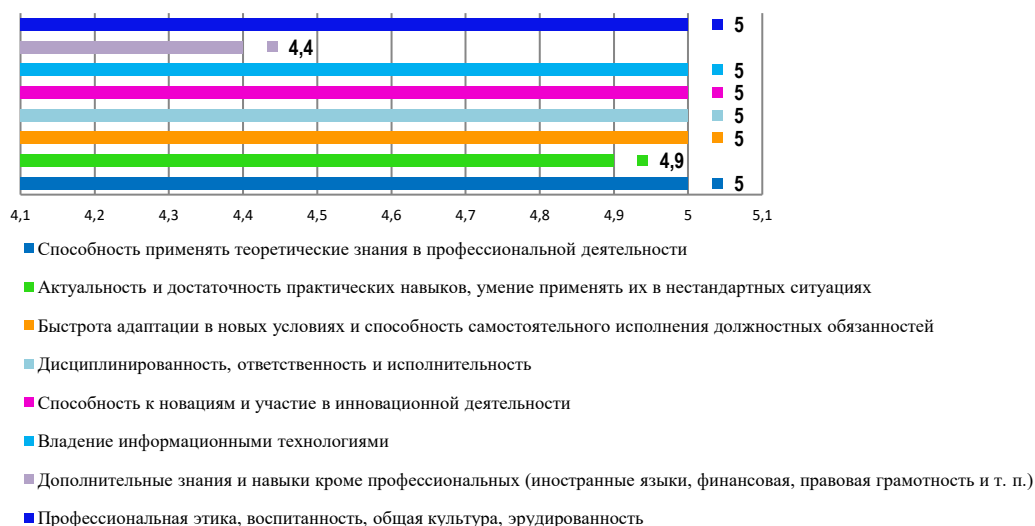 5
4,4
5
5
5
5
4,9
5
4,1 4,2 4,3 4,4 4,5 4,6 4,7 4,8 4,9 5 5,1
Способность применять теоретические знания в профессиональной деятельности
Актуальность и достаточность практических навыков, умение применять их в нестандартных ситуациях
Быстрота адаптации в новых условиях и способность самостоятельного исполнения должностных обязанностей
Дисциплинированность, ответственность и исполнительность
Способность к новациям и участие в инновационной деятельности
Владение информационными технологиями
Дополнительные знания и навыки кроме профессиональных (иностранные языки, финансовая, правовая грамотность и т. п.)
Профессиональная этика, воспитанность, общая культура, эрудированность